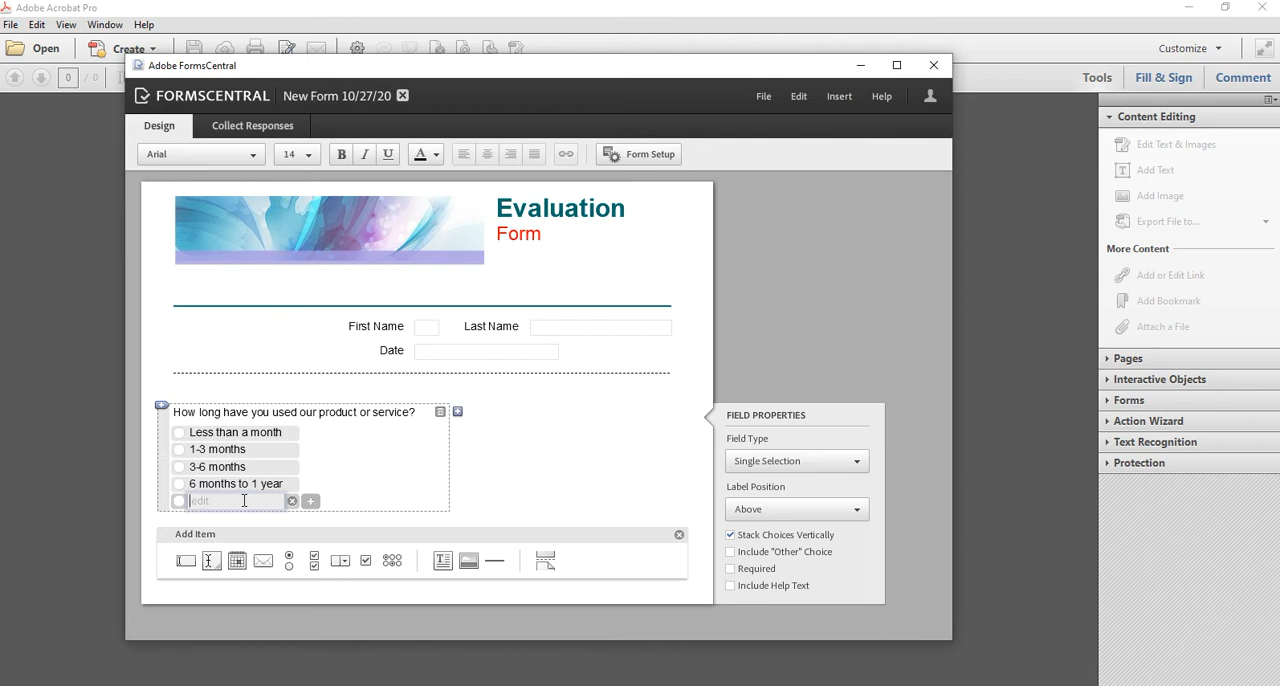 Adobe Acrobat Pro
File Edit View Window Help
Open Create Customize
0 / 0 Tools Fill & Sign Comment
Adobe FormsCentral
FORMSCENTRAL New Form 10/27/20 File Edit Insert Help
Design Collect Responses
Arial 14 B I U A Form Setup
Evaluation
Form
First Name Last Name
Date
How long have you used our product or service?
Less than a month
1-3 months
3-6 months
6 months to 1 year
edit
Add Item
FIELD PROPERTIES
Field Type
Single Selection
Label Position
Above
Stack Choices Vertically
Include "Other" Choice
Required
Include Help Text
Content Editing
Edit Text & Images
Add Text
Add Image
Export File to...
More Content
Add or Edit Link
Add Bookmark
Attach a File
Pages
Interactive Objects
Forms
Action Wizard
Text Recognition
Protection